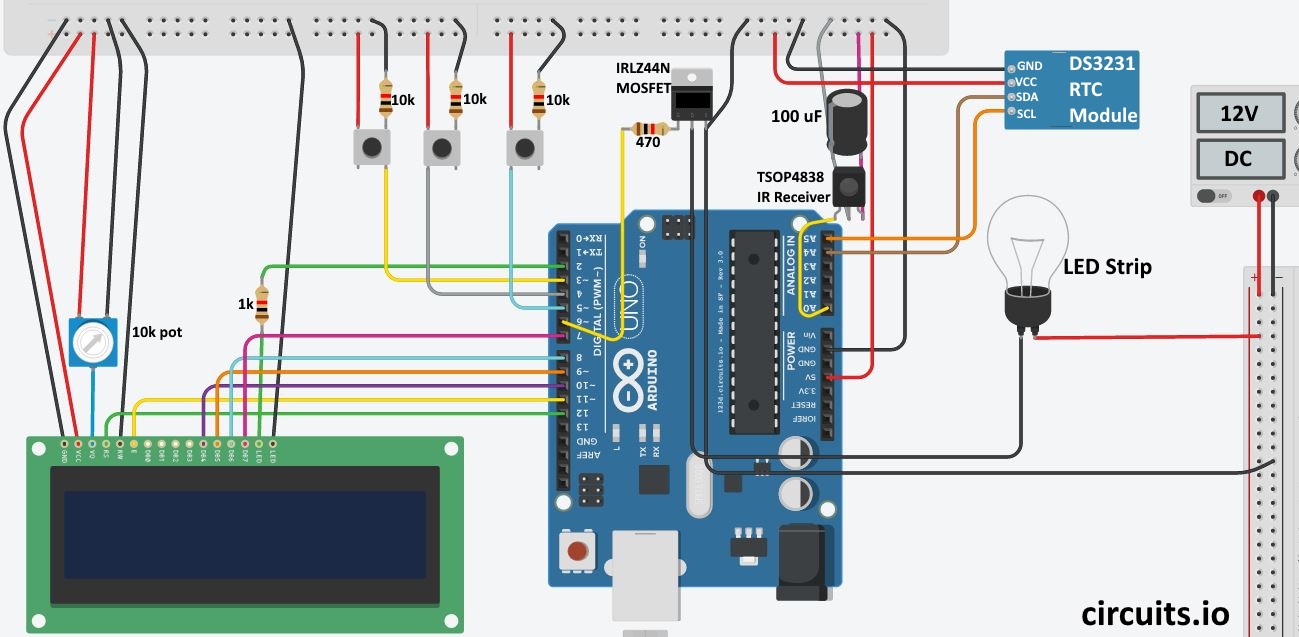 10k
10k
10k
IRLZ44N
MOSFET
470
100 uF
TSOP4838
IR Receiver
GND
VCC
SDA
SCL
DS3231
RTC
Module
12V
DC
OFF
LED Strip
+
−
10k pot
1k
RX←0
TX→1
2
~3
4
~5
~6
7
8
~9
~10
~11
12
13
GND
AREF
DIGITAL (PWM~)
ON
UNO
ARDUINO
L
TX
RX
123d.circuits.io – Made in SF – Rev 3.0
ANALOG IN
A5
A4
A3
A2
A1
A0
POWER
Vin
GND
GND
5V
3.3V
RESET
IOREF
GND
VCC
VO
RS
RW
E
DB0
DB1
DB2
DB3
DB4
DB5
DB6
DB7
LED
LED
circuits.io